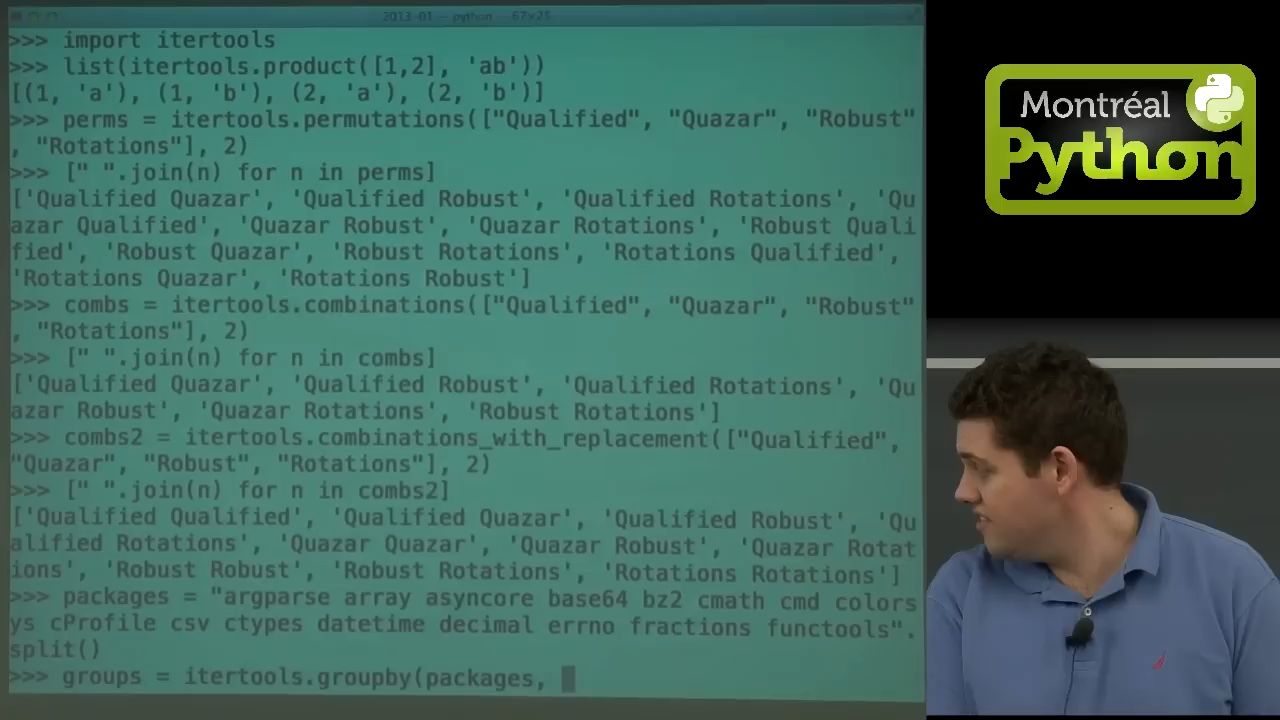 2013-01 — python — 67×25
>>> import itertools
>>> list(itertools.product([1,2], 'ab'))
[(1, 'a'), (1, 'b'), (2, 'a'), (2, 'b')]
>>> perms = itertools.permutations(["Qualified", "Quazar", "Robust"
, "Rotations"], 2)
>>> [" ".join(n) for n in perms]
['Qualified Quazar', 'Qualified Robust', 'Qualified Rotations', 'Qu
azar Qualified', 'Quazar Robust', 'Quazar Rotations', 'Robust Quali
fied', 'Robust Quazar', 'Robust Rotations', 'Rotations Qualified',
'Rotations Quazar', 'Rotations Robust']
>>> combs = itertools.combinations(["Qualified", "Quazar", "Robust"
, "Rotations"], 2)
>>> [" ".join(n) for n in combs]
['Qualified Quazar', 'Qualified Robust', 'Qualified Rotations', 'Qu
azar Robust', 'Quazar Rotations', 'Robust Rotations']
>>> combs2 = itertools.combinations_with_replacement(["Qualified",
"Quazar", "Robust", "Rotations"], 2)
>>> [" ".join(n) for n in combs2]
['Qualified Qualified', 'Qualified Quazar', 'Qualified Robust', 'Qu
alified Rotations', 'Quazar Quazar', 'Quazar Robust', 'Quazar Rotat
ions', 'Robust Robust', 'Robust Rotations', 'Rotations Rotations']
>>> packages = "argparse array asyncore base64 bz2 cmath cmd colors
ys cProfile csv ctypes datetime decimal errno fractions functools".
split()
>>> groups = itertools.groupby(packages,
Montréal
Python